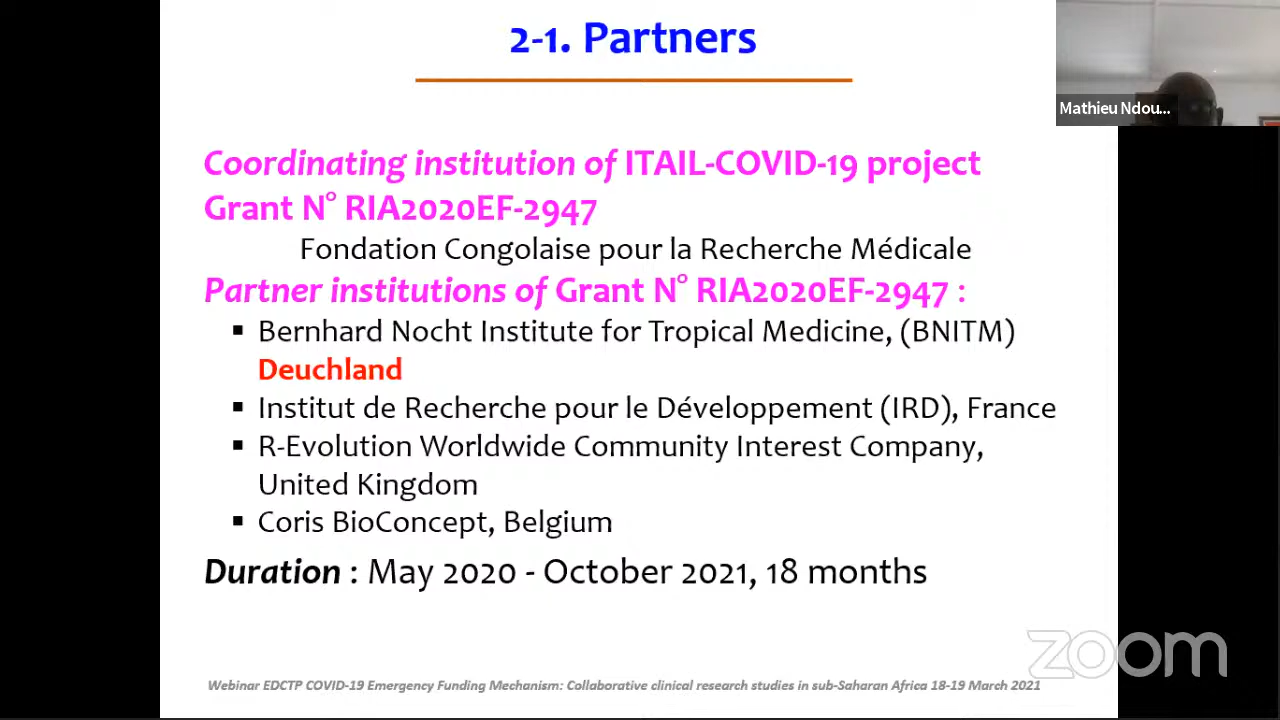 2-1. Partners
Mathieu Ndou...
Coordinating institution of ITAIL-COVID-19 project
Grant N° RIA2020EF-2947
Fondation Congolaise pour la Recherche Médicale
Partner institutions of Grant N° RIA2020EF-2947 :
▪ Bernhard Nocht Institute for Tropical Medicine, (BNITM)
Deuchland
▪ Institut de Recherche pour le Développement (IRD), France
▪ R-Evolution Worldwide Community Interest Company,
United Kingdom
▪ Coris BioConcept, Belgium
Duration : May 2020 - October 2021, 18 months
zoom
Webinar EDCTP COVID-19 Emergency Funding Mechanism: Collaborative clinical research studies in sub-Saharan Africa 18-19 March 2021